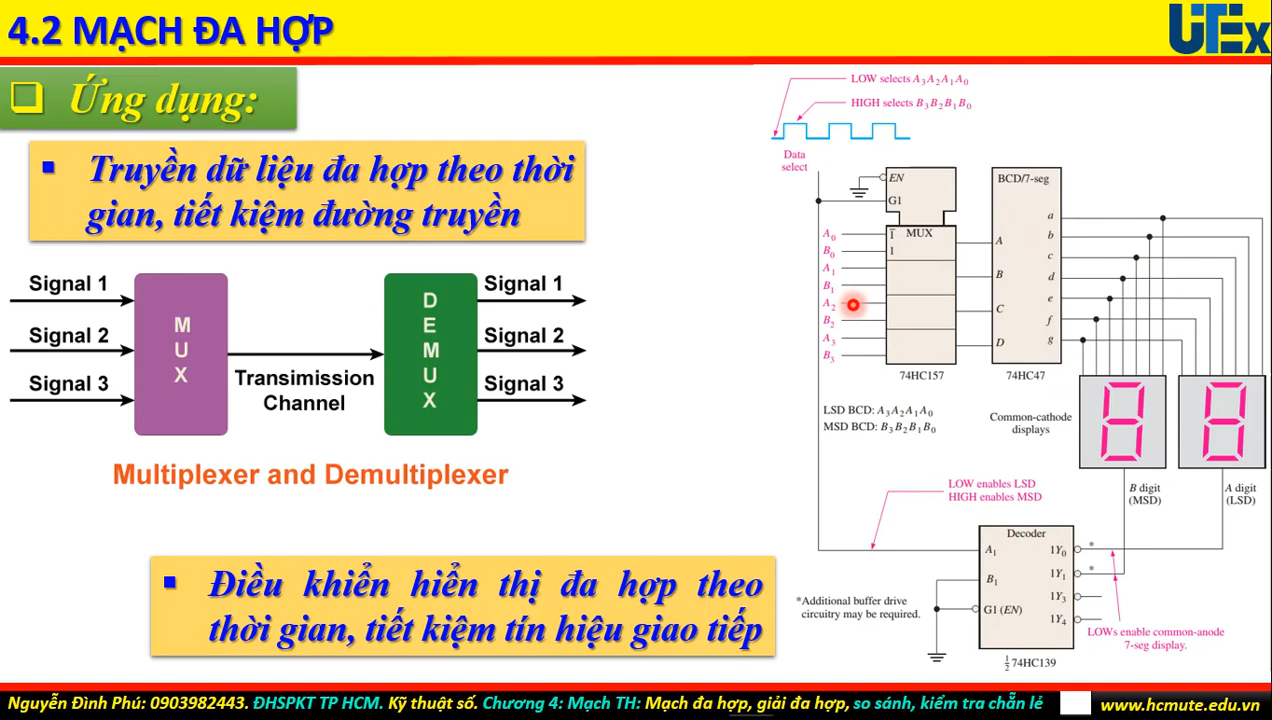 4.2 MẠCH ĐA HỢP
UTEx
Ứng dụng:
Truyền dữ liệu đa hợp theo thời
gian, tiết kiệm đường truyền
Signal 1
Signal 2
Signal 3
MUX
Transimission
Channel
DEMUX
Signal 1
Signal 2
Signal 3
Multiplexer and Demultiplexer
Điều khiển hiển thị đa hợp theo
thời gian, tiết kiệm tín hiệu giao tiếp
LOW selects A3A2A1A0
HIGH selects B3B2B1B0
Data
select
EN
G1
MUX
A0
B0
A1
B1
A2
B2
A3
B3
1̅
1
74HC157
BCD/7-seg
A
B
C
D
a
b
c
d
e
f
g
74HC47
LSD BCD: A3A2A1A0
MSD BCD: B3B2B1B0
Common-cathode
displays
B digit
(MSD)
A digit
(LSD)
LOW enables LSD
HIGH enables MSD
Decoder
A1
B1
G1 (EN)
1Y0
1Y1
1Y3
1Y4
*
*
½ 74HC139
*Additional buffer drive
circuitry may be required.
LOWs enable common-anode
7-seg display.
Nguyễn Đình Phú: 0903982443. ĐHSPKT TP HCM. Kỹ thuật số. Chương 4: Mạch TH: Mạch đa hợp, giải đa hợp, so sánh, kiểm tra chẵn lẻ
www.hcmute.edu.vn